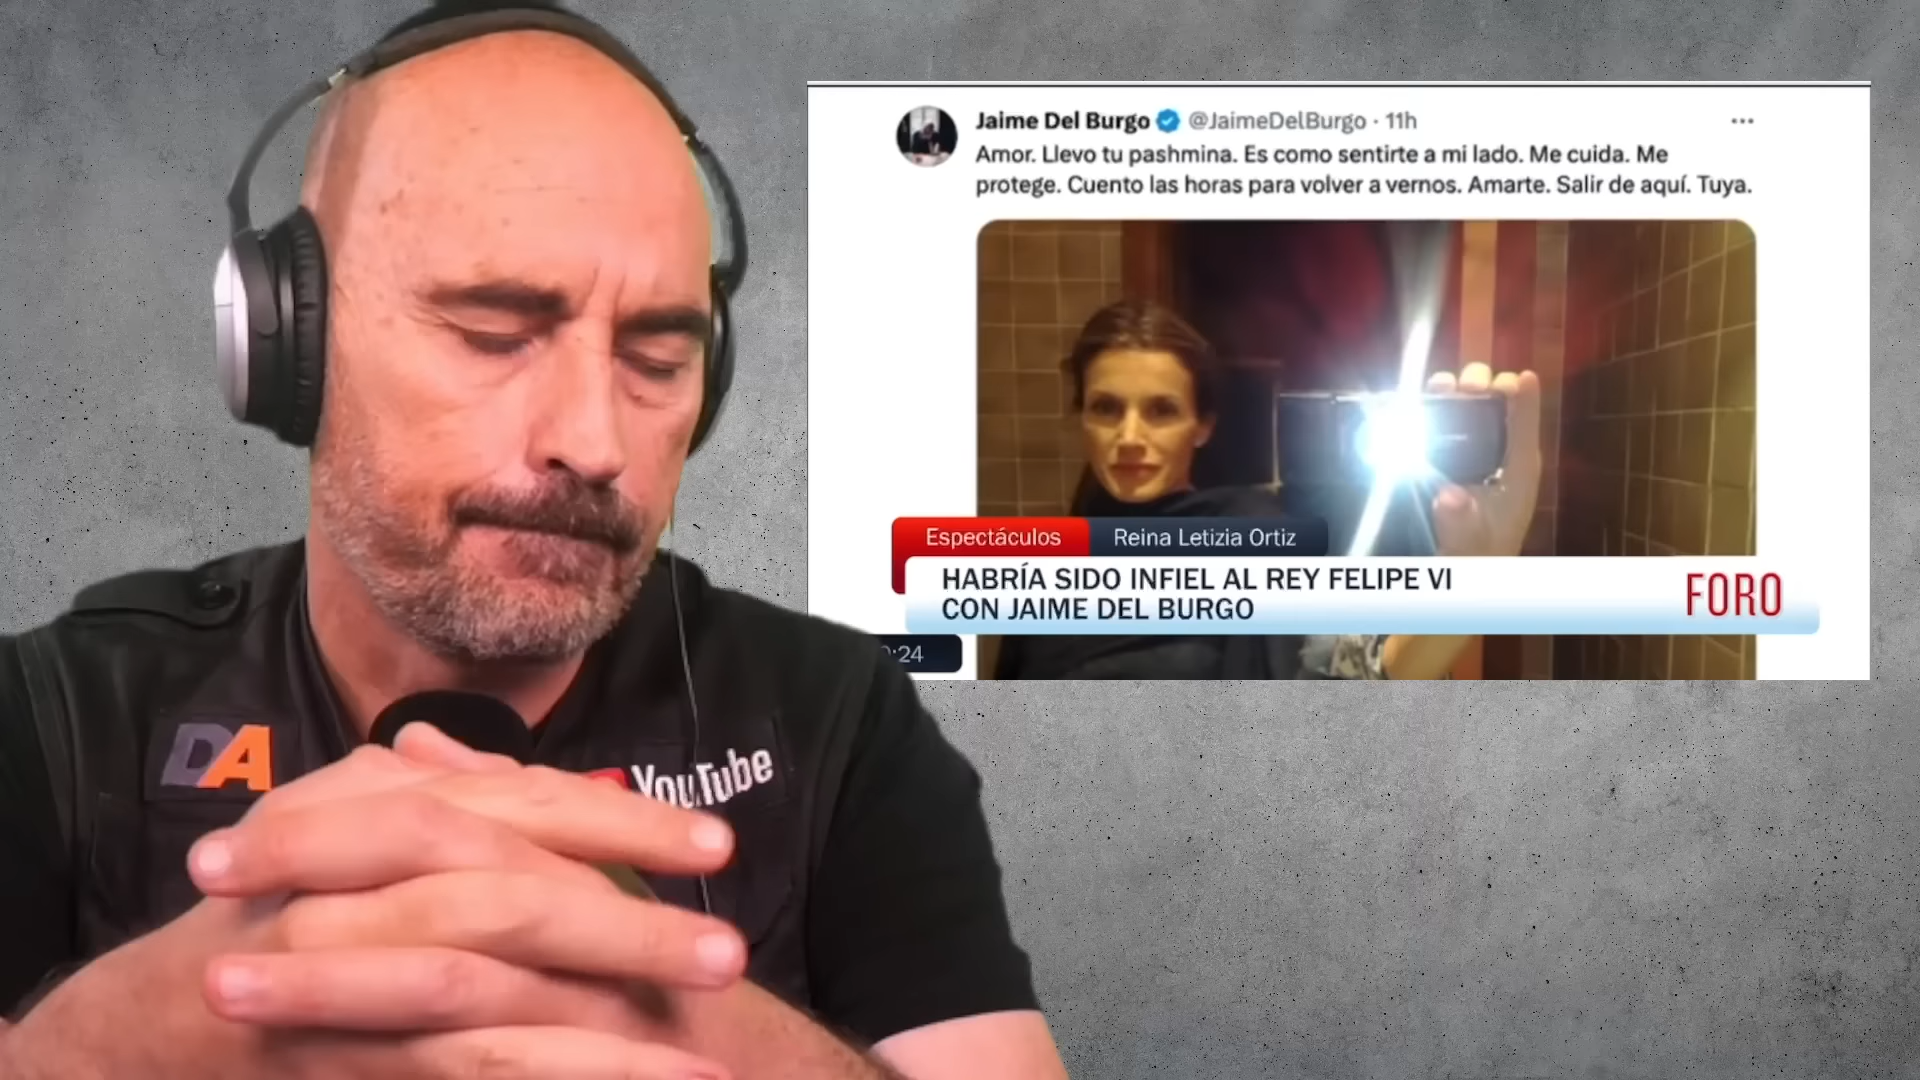 Jaime Del Burgo @JaimeDelBurgo · 11h
Amor. Llevo tu pashmina. Es como sentirte a mi lado. Me cuida. Me
protege. Cuento las horas para volver a vernos. Amarte. Salir de aquí. Tuya.
Espectáculos Reina Letizia Ortiz
HABRÍA SIDO INFIEL AL REY FELIPE VI
CON JAIME DEL BURGO
FORO
:24
DA
YouTube